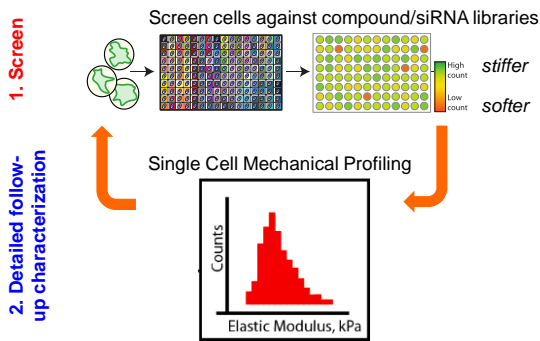 Screen cells against compound/siRNA libraries
1. Screen
High
count
stiffer
Low
count
softer
Single Cell Mechanical Profiling
2. Detailed follow-
up characterization
Counts
Elastic Modulus, kPa